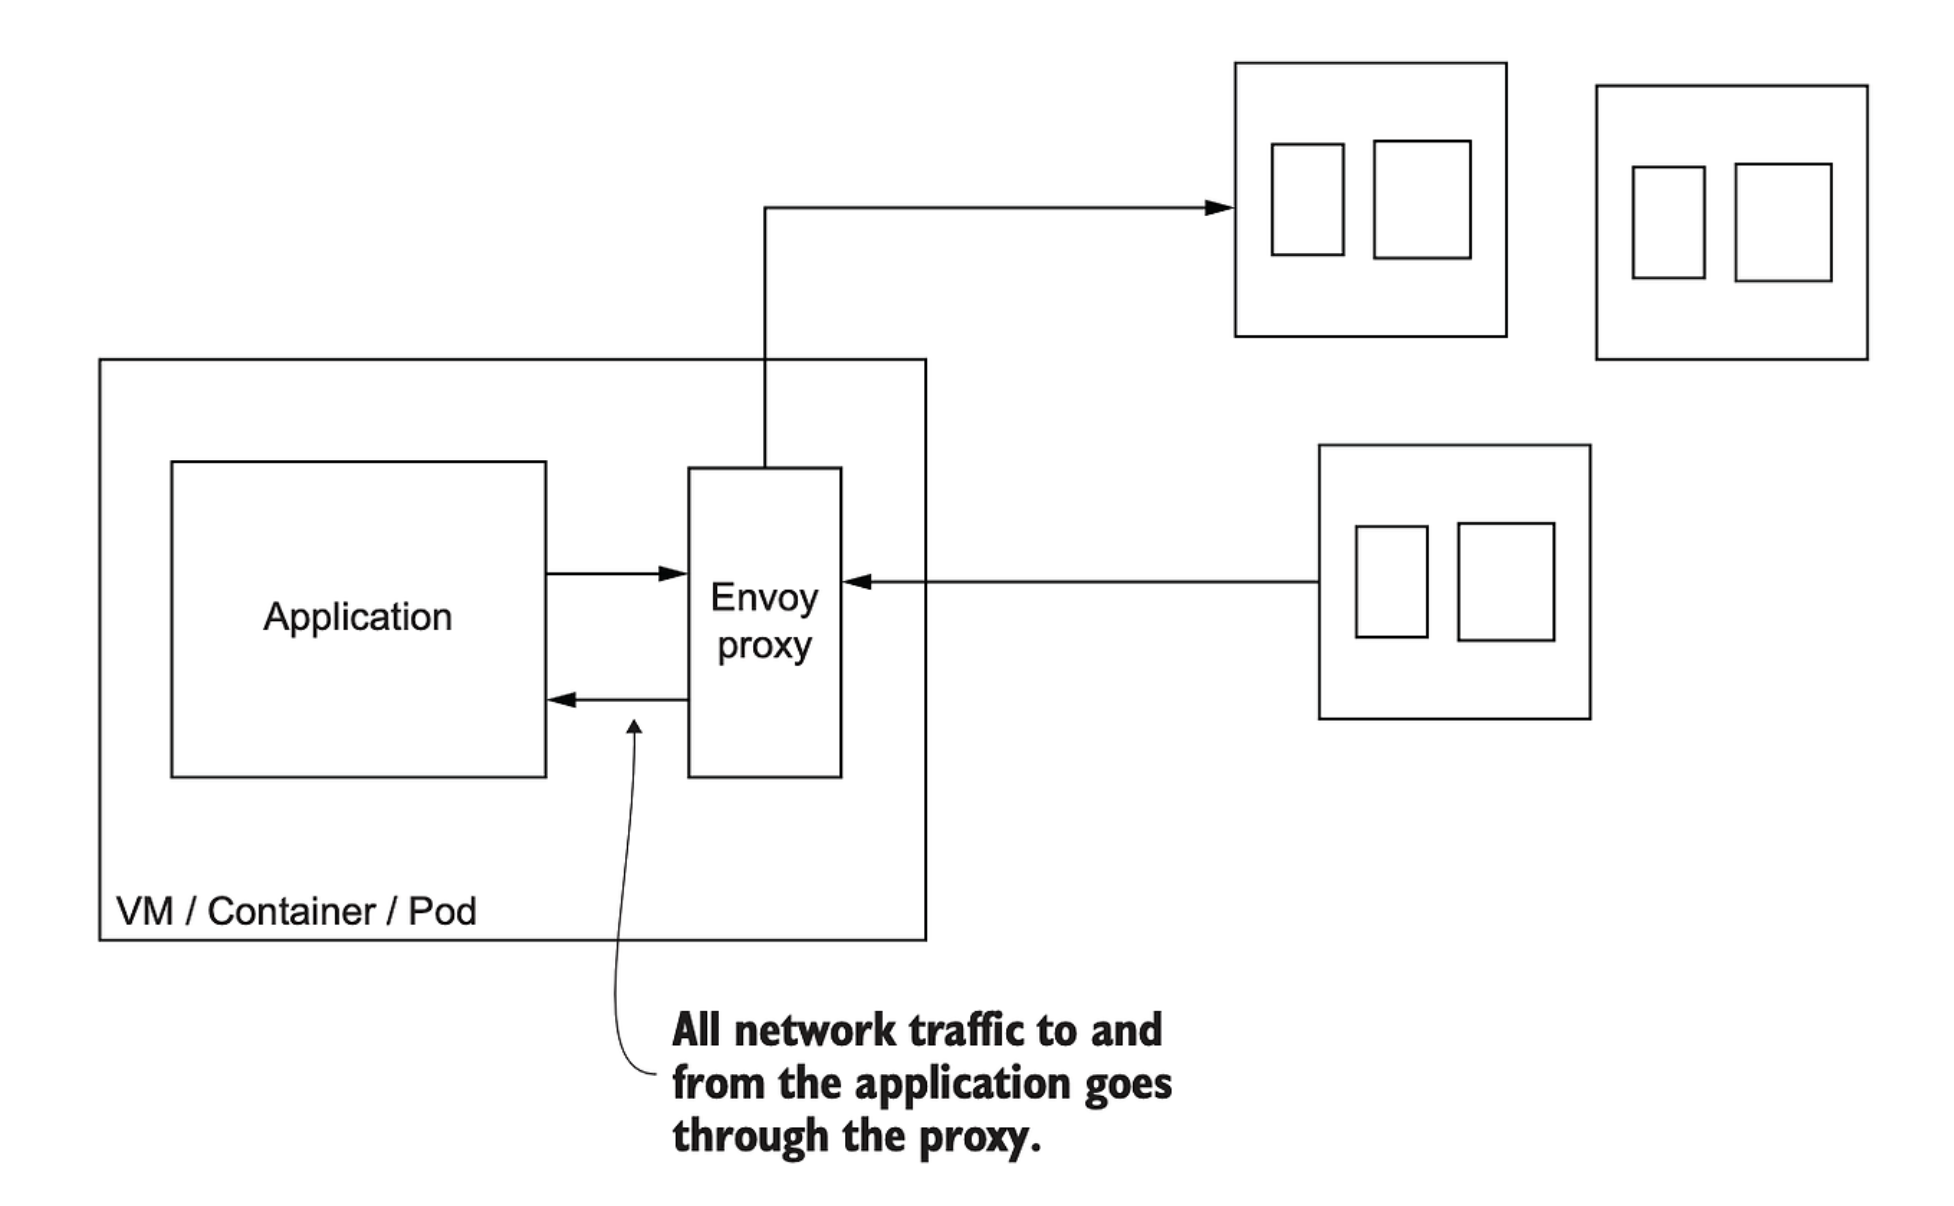 Application
Envoy
proxy
VM / Container / Pod
All network traffic to and
from the application goes
through the proxy.